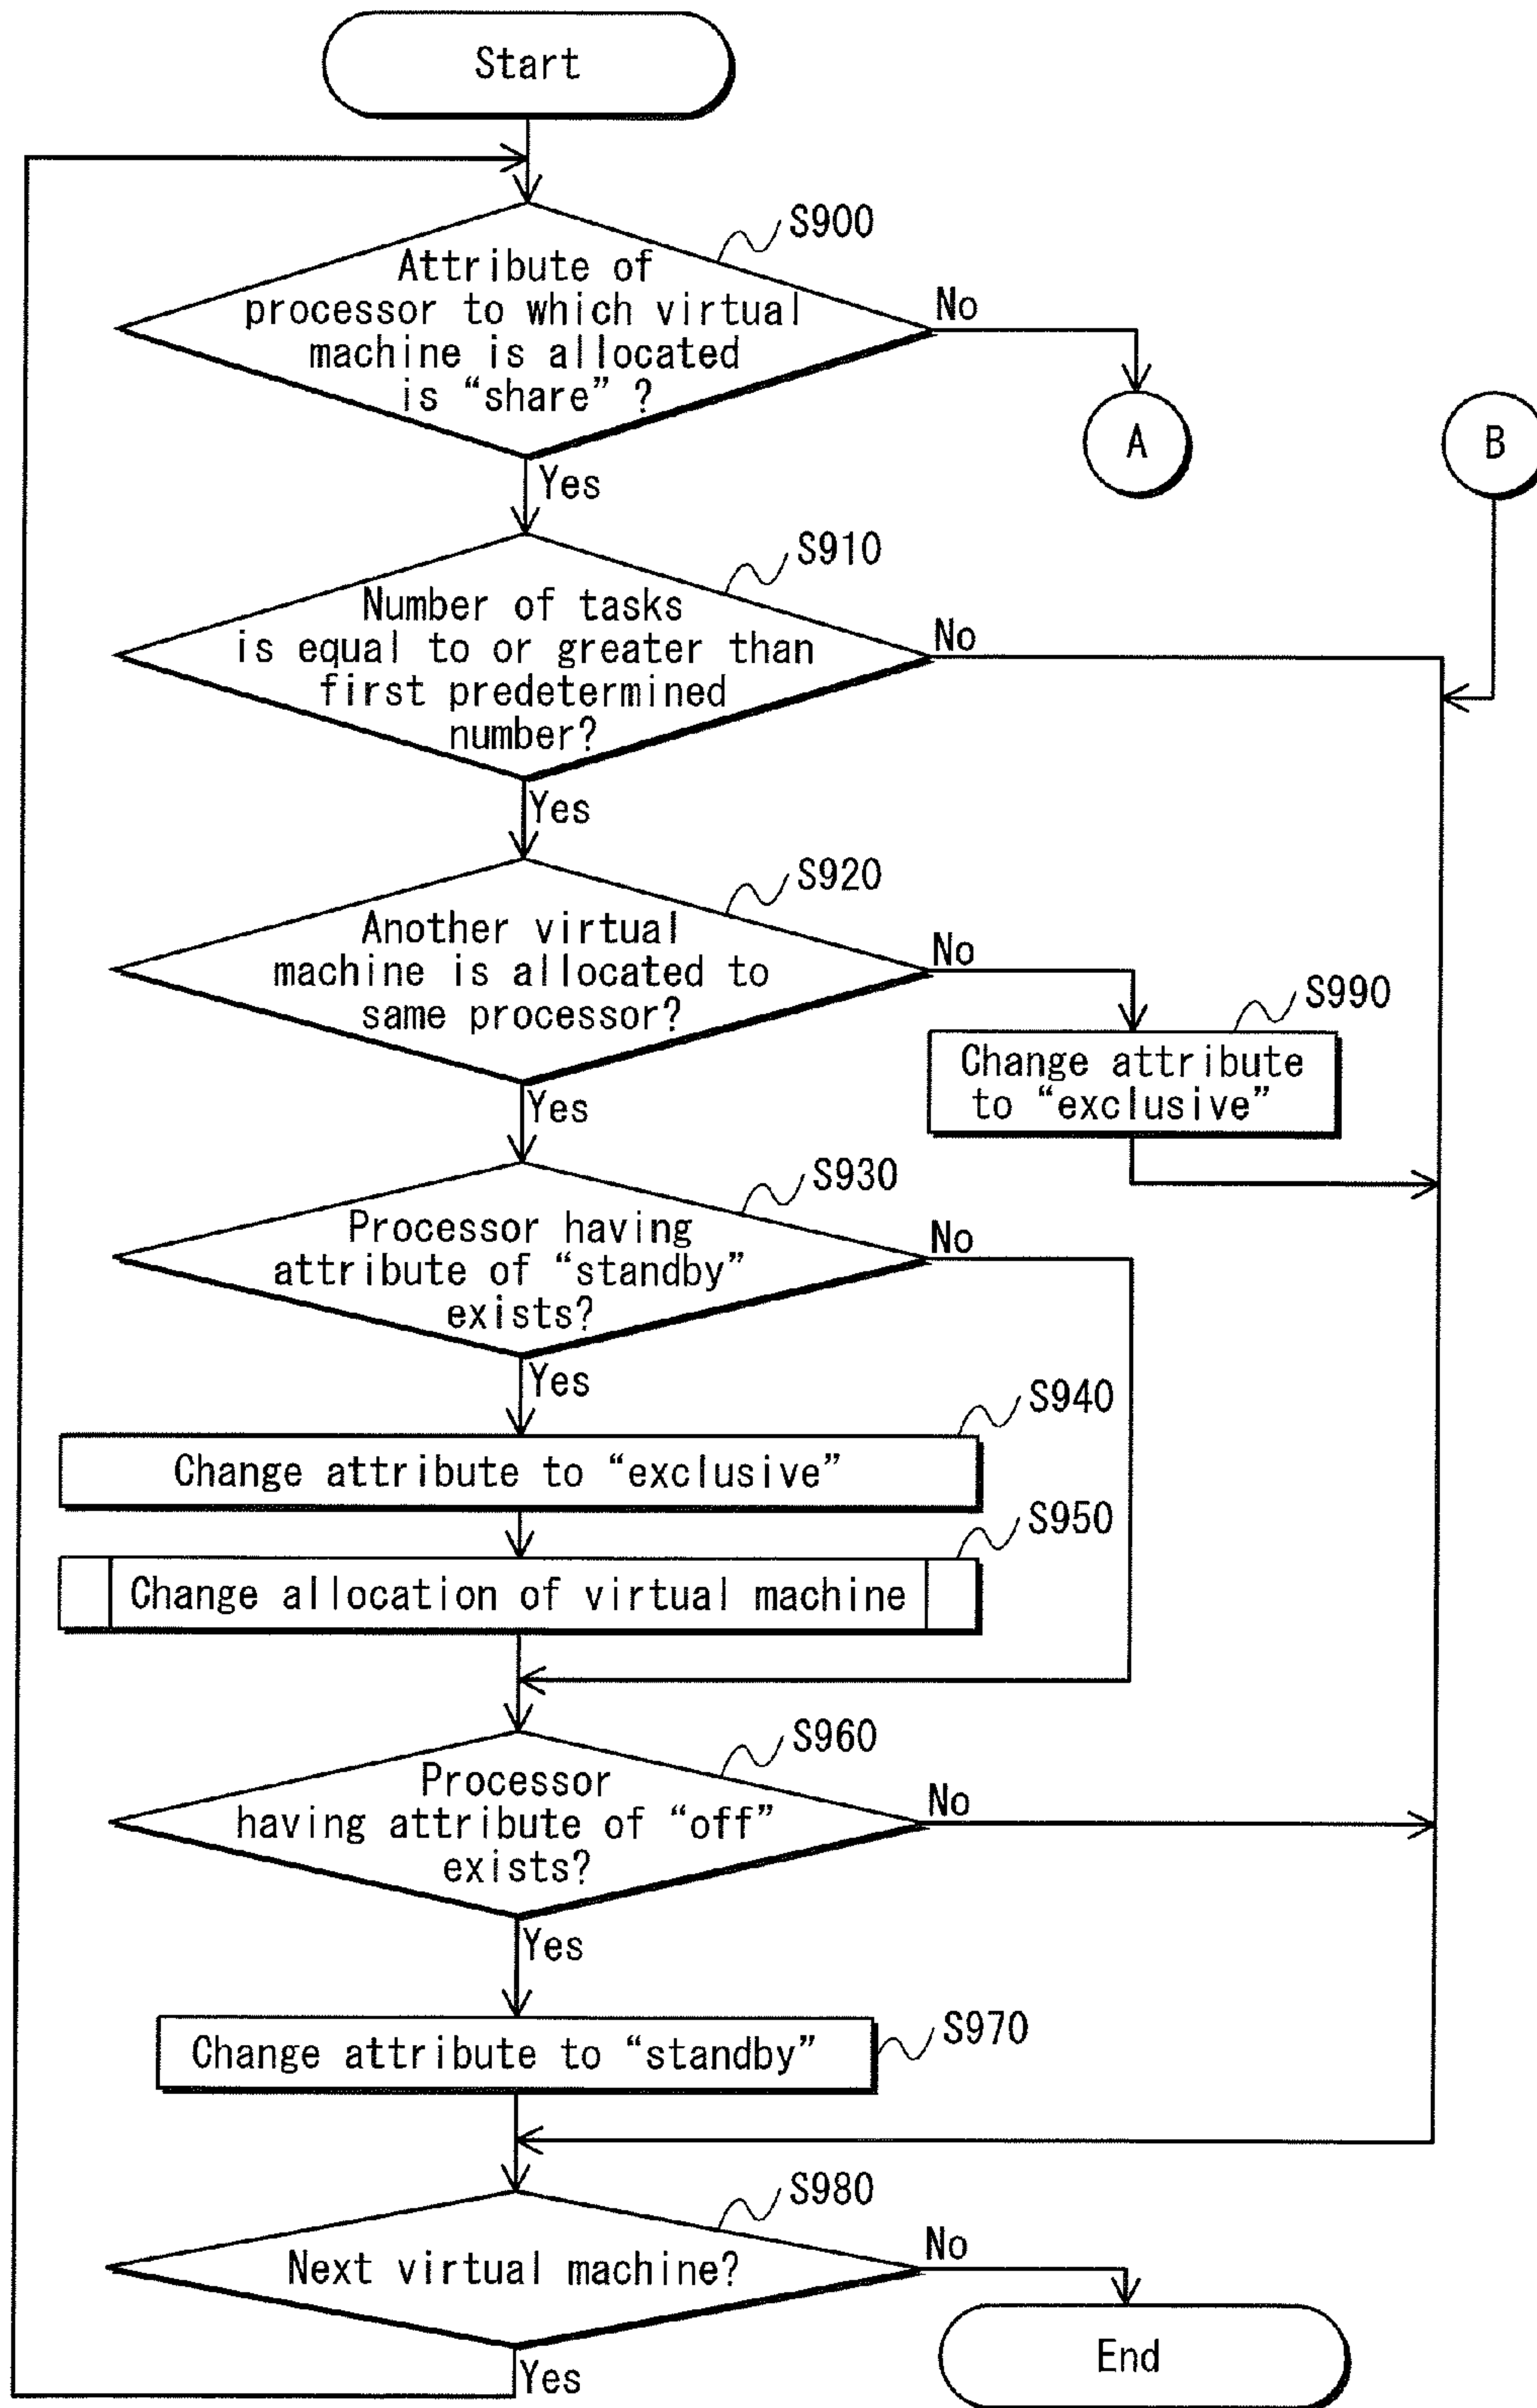 Start
S900
Attribute of
processor to which virtual
machine is allocated
is “share” ?
No
A
B
Yes
S910
Number of tasks
is equal to or greater than
first predetermined
number?
No
Yes
S920
Another virtual
machine is allocated to
same processor?
No
S990
Change attribute
to “exclusive”
Yes
S930
Processor having
attribute of “standby”
exists?
No
Yes
S940
Change attribute to “exclusive”
S950
Change allocation of virtual machine
S960
Processor
having attribute of “off”
exists?
No
Yes
S970
Change attribute to “standby”
S980
Next virtual machine?
No
Yes
End